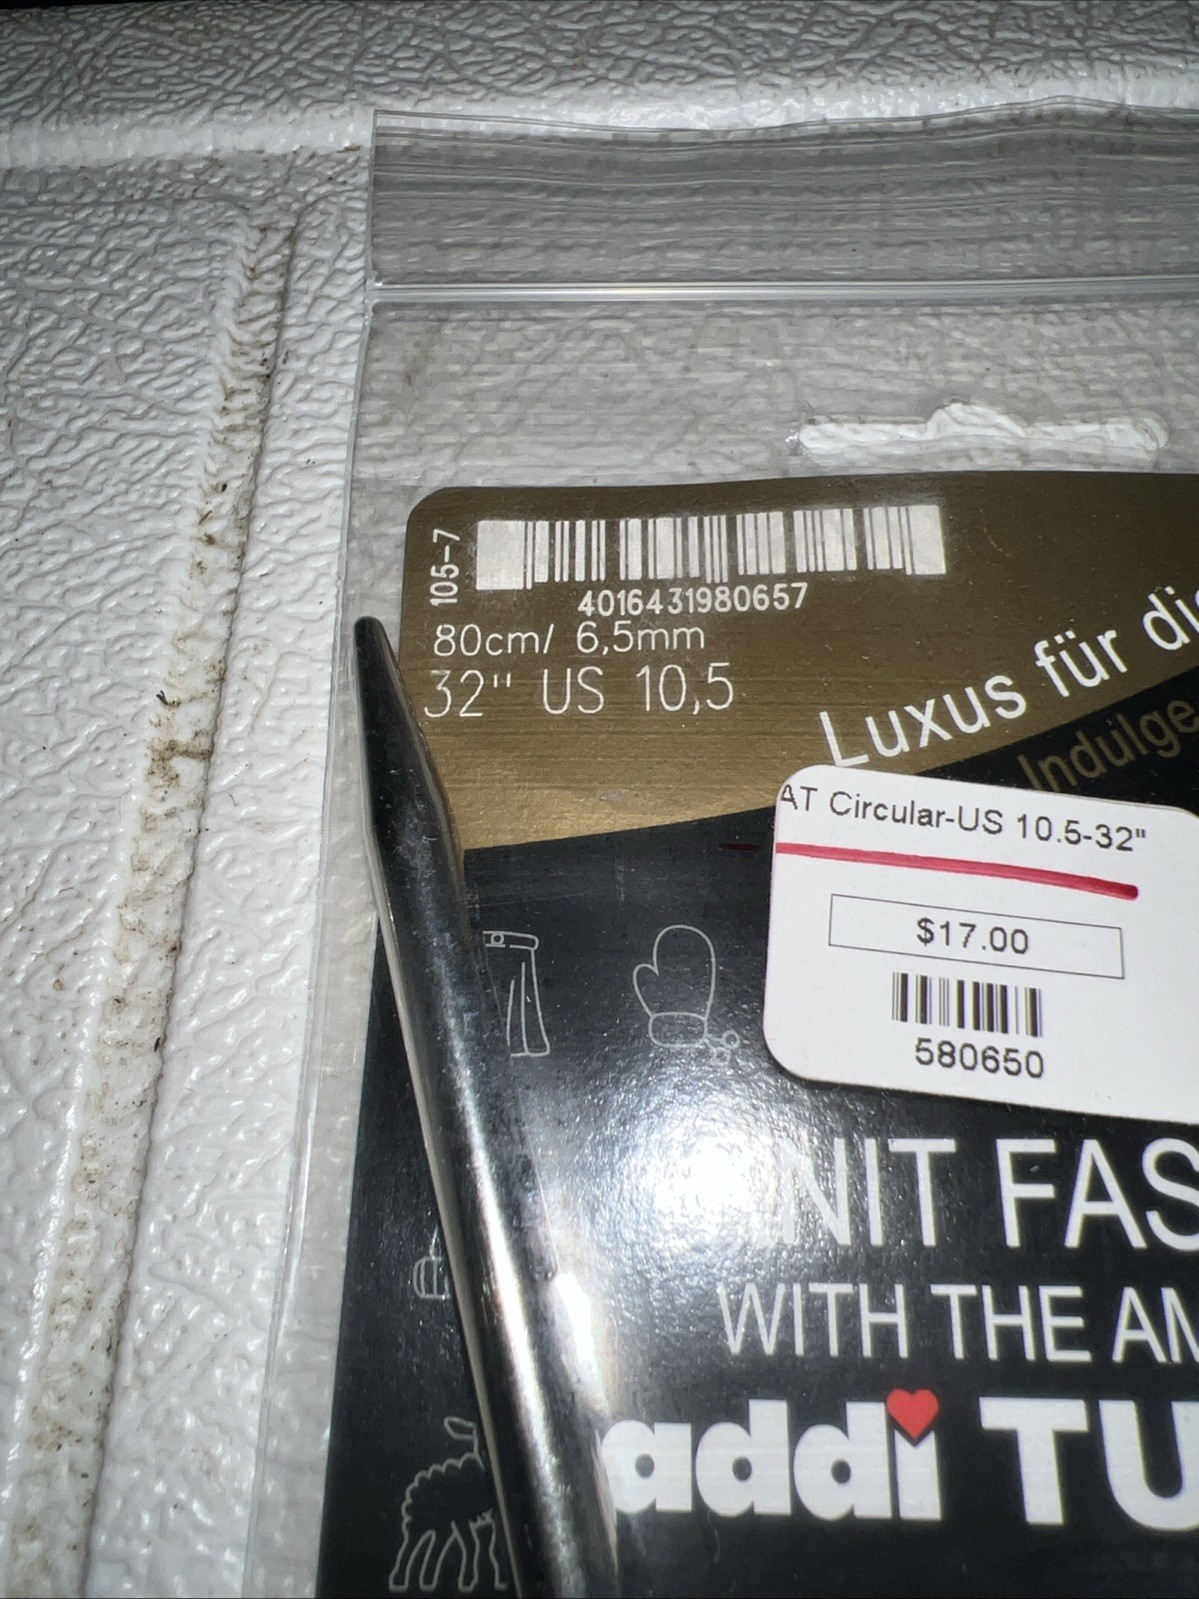 105-7
4016431980657
80cm/ 6,5mm
32" US 10,5
Luxus für
Indulge
AT Circular-US 10.5-32"
$17.00
580650
NIT FAS
WITH THE AM
addi TU